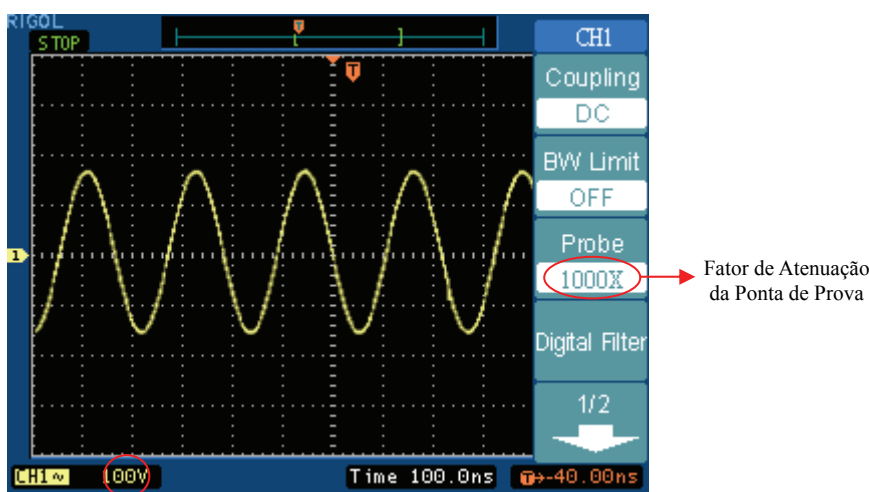 RIGOL
STOP
T
CH1
Coupling
DC
T
BW Limit
OFF
1
Probe
1000X
Fator de Atenuação
da Ponta de Prova
Digital Filter
1/2
CH1~ 100V Time 100.0ns T→-40.00ns